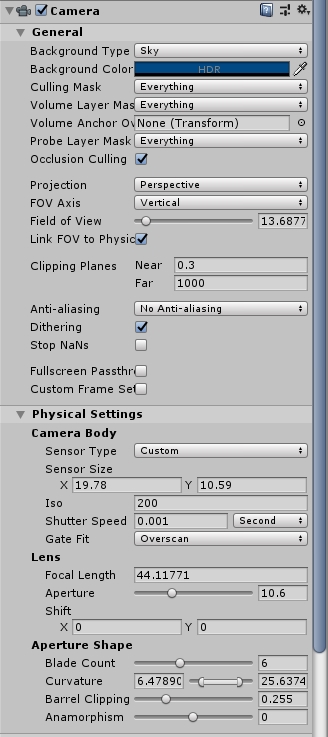 Camera
General
Background Type Sky
Background Color HDR
Culling Mask Everything
Volume Layer Mas Everything
Volume Anchor Ov None (Transform)
Probe Layer Mask Everything
Occlusion Culling
Projection Perspective
FOV Axis Vertical
Field of View 13.6877
Link FOV to Physic
Clipping Planes Near 0.3
Far 1000
Anti-aliasing No Anti-aliasing
Dithering
Stop NaNs
Fullscreen Passthr
Custom Frame Set
Physical Settings
Camera Body
Sensor Type Custom
Sensor Size
X 19.78 Y 10.59
Iso 200
Shutter Speed 0.001 Second
Gate Fit Overscan
Lens
Focal Length 44.11771
Aperture 10.6
Shift
X 0 Y 0
Aperture Shape
Blade Count 6
Curvature 6.4789( 25.6374
Barrel Clipping 0.255
Anamorphism 0